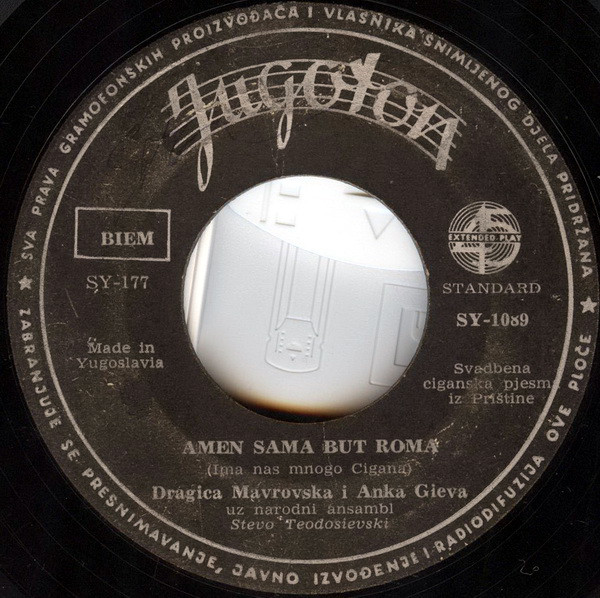 SVA PRAVA GRAMOFONSKIH PROIZVOĐAČA I VLASNIKA SNIMLJENOG DJELA PRIDRŽANA ★
Jugoton
BIEM
SY-177
EXTENDED PLAY
STANDARD
SY-1089
Made in
Yugoslavia
Svadbena
ciganska pjesma
iz Prištine
AMEN SAMA BUT ROMA
(Ima nas mnogo Cigana)
Dragica Mavrovska i Anka Gieva
uz narodni ansambl
Stevo Teodosievski
★ ZABRANJUJE SE PRESNIMAVANJE, JAVNO IZVOĐENJE I RADIODIFUZIJA OVE PLOČE